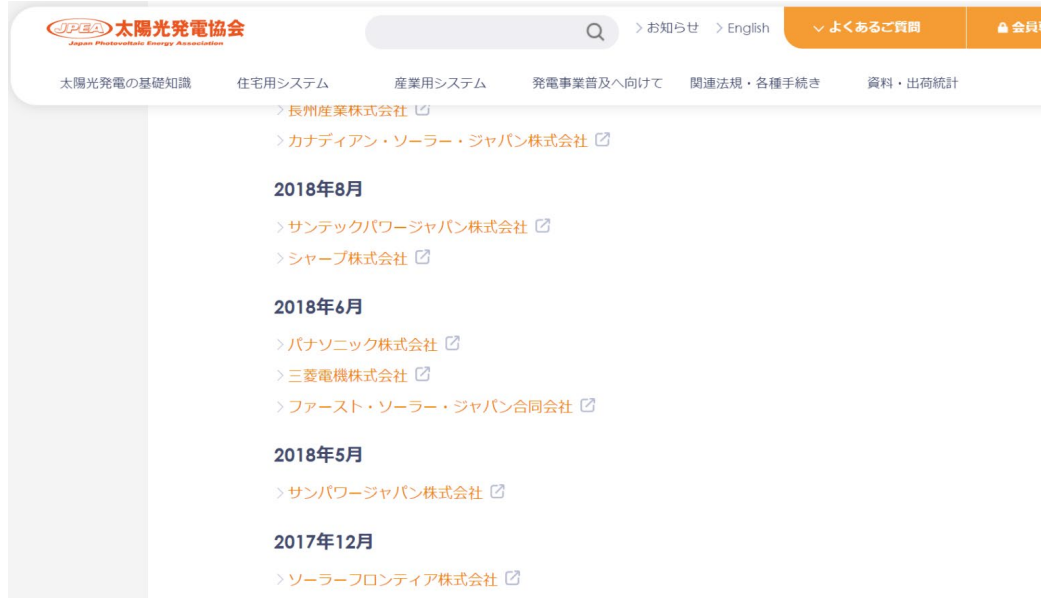 JPEA 太陽光発電協会
Japan Photovoltaic Energy Association
お知らせ
English
よくあるご質問
会員
太陽光発電の基礎知識
住宅用システム
産業用システム
発電事業普及へ向けて
関連法規・各種手続き
資料・出荷統計
長州産業株式会社
カナディアン・ソーラー・ジャパン株式会社
2018年8月
サンテックパワージャパン株式会社
シャープ株式会社
2018年6月
パナソニック株式会社
三菱電機株式会社
ファースト・ソーラー・ジャパン合同会社
2018年5月
サンパワージャパン株式会社
2017年12月
ソーラーフロンティア株式会社